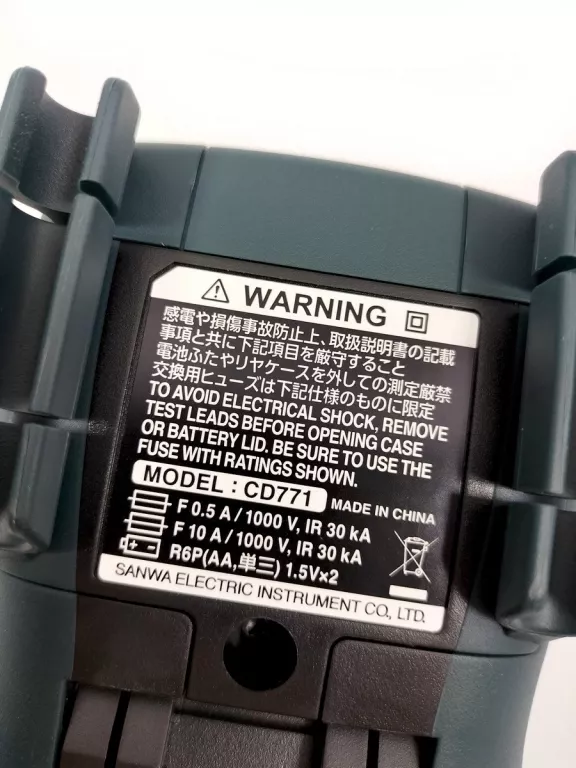 WARNING
感電や損傷事故防止上、取扱説明書の記載
事項と共に下記項目を厳守すること
電池ふたやリヤケースを外しての測定厳禁
交換用ヒューズは下記仕様のものに限定
TO AVOID ELECTRICAL SHOCK, REMOVE
TEST LEADS BEFORE OPENING CASE
OR BATTERY LID. BE SURE TO USE THE
FUSE WITH RATINGS SHOWN.
MODEL : CD771 MADE IN CHINA
F 0.5 A / 1000 V, IR 30 kA
F 10 A / 1000 V, IR 30 kA
R6P(AA,単三) 1.5V×2
SANWA ELECTRIC INSTRUMENT CO., LTD.